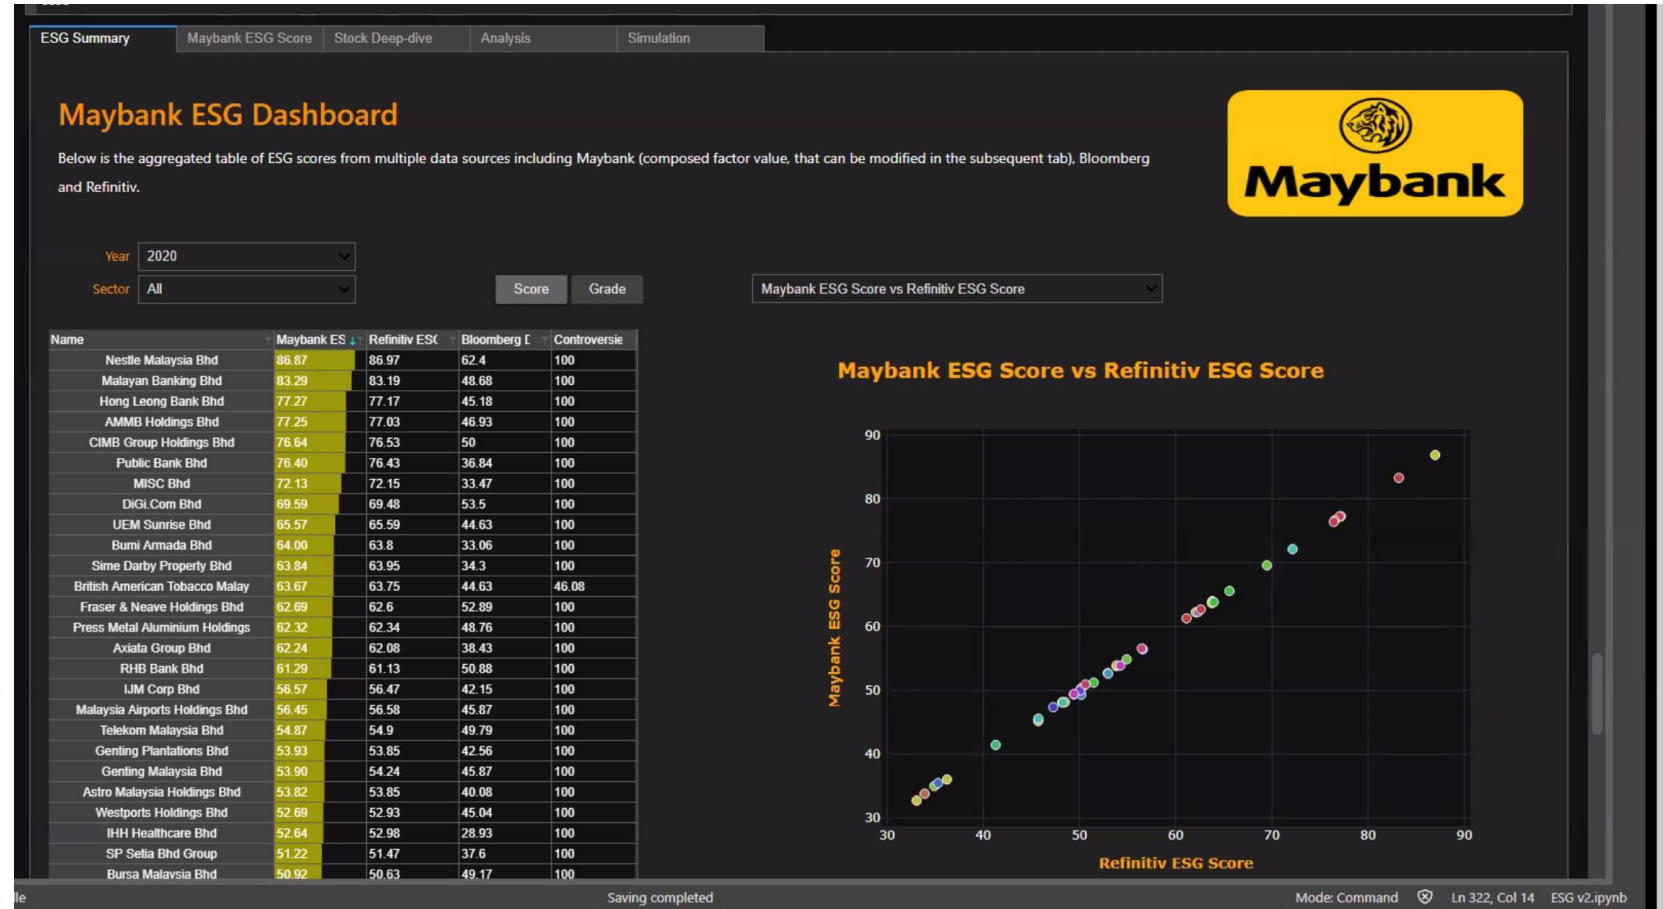 ESG Summary
Maybank ESG Score
Stock Deep-dive
Analysis
Simulation
Maybank ESG Dashboard
Below is the aggregated table of ESG scores from multiple data sources including Maybank (composed factor value, that can be modified in the subsequent tab), Bloomberg
and Refinitiv.
Maybank
Year 2020
Sector All
Score Grade
Maybank ESG Score vs Refinitiv ESG Score
Name Maybank ES Refinitiv ESC Bloomberg D Controversie
Nestle Malaysia Bhd 86.87 86.97 62.4 100
Malayan Banking Bhd 83.29 83.19 48.68 100
Hong Leong Bank Bhd 77.27 77.17 45.18 100
AMMB Holdings Bhd 77.25 77.03 46.93 100
CIMB Group Holdings Bhd 76.64 76.53 50 100
Public Bank Bhd 76.40 76.43 36.84 100
MISC Bhd 72.13 72.15 33.47 100
DiGi.Com Bhd 69.59 69.48 53.5 100
UEM Sunrise Bhd 65.57 65.59 44.63 100
Bumi Armada Bhd 64.00 63.8 33.06 100
Sime Darby Property Bhd 63.84 63.95 34.3 100
British American Tobacco Malay 63.67 63.75 44.63 46.08
Fraser & Neave Holdings Bhd 62.69 62.6 52.89 100
Press Metal Aluminium Holdings 62.32 62.34 48.76 100
Axiata Group Bhd 62.24 62.08 38.43 100
RHB Bank Bhd 61.29 61.13 50.88 100
IJM Corp Bhd 56.57 56.47 42.15 100
Malaysia Airports Holdings Bhd 56.45 56.58 45.87 100
Telekom Malaysia Bhd 54.87 54.9 49.79 100
Genting Plantations Bhd 53.93 53.85 42.56 100
Genting Malaysia Bhd 53.90 54.24 45.87 100
Astro Malaysia Holdings Bhd 53.82 53.85 40.08 100
Westports Holdings Bhd 52.69 52.93 45.04 100
IHH Healthcare Bhd 52.64 52.98 28.93 100
SP Setia Bhd Group 51.22 51.47 37.6 100
Bursa Malaysia Bhd 50.92 50.63 49.17 100
Maybank ESG Score vs Refinitiv ESG Score
90
80
70
60
50
40
30
Maybank ESG Score
30 40 50 60 70 80 90
Refinitiv ESG Score
Saving completed
Mode: Command
Ln 322, Col 14
ESG v2.ipynb